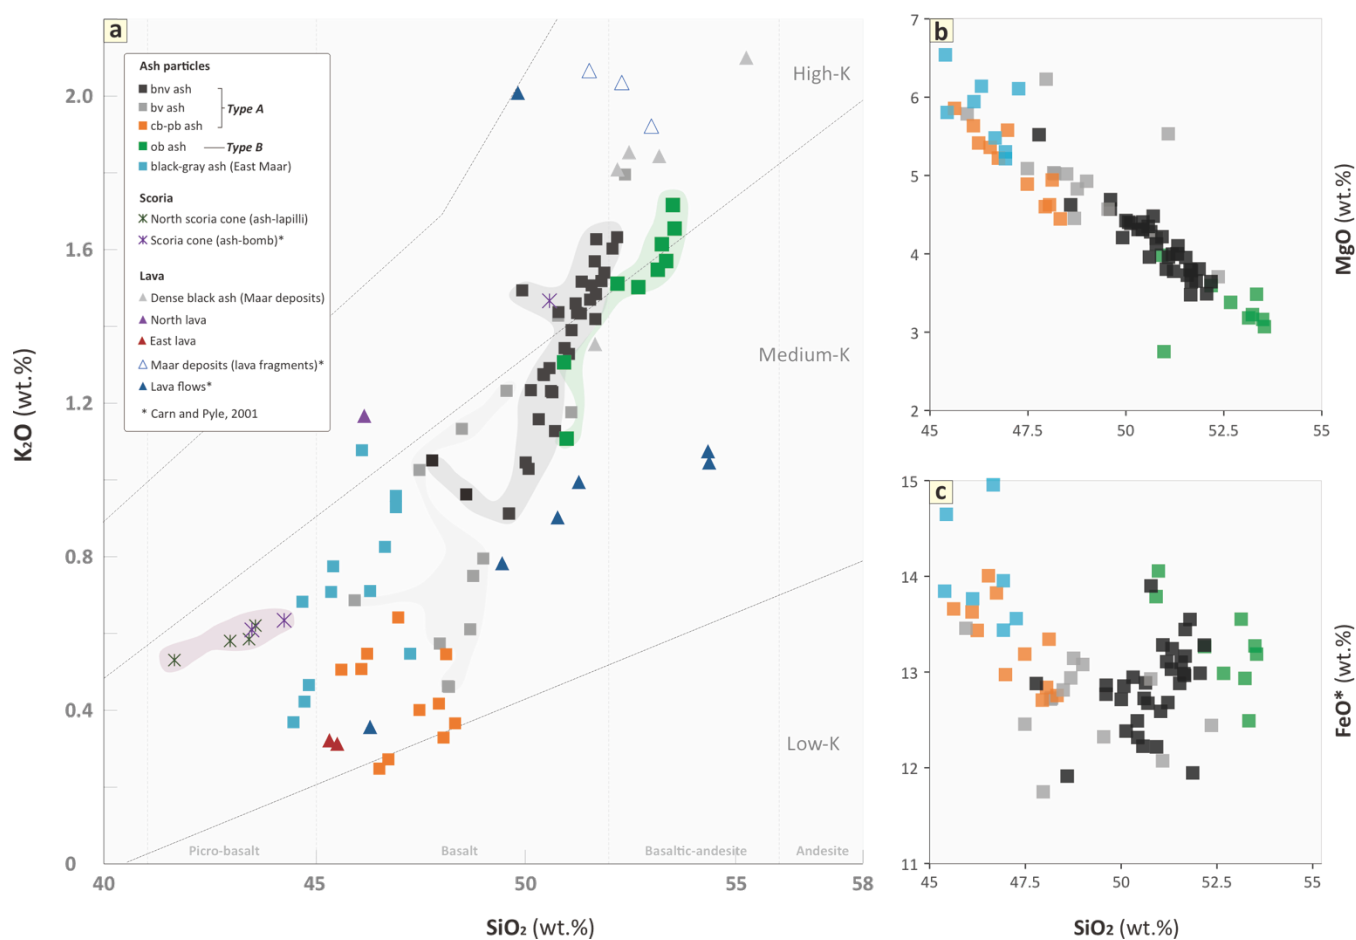 a
Ash particles
bnv ash
bv ash
Type A
cb-pb ash
ob ash
Type B
black-gray ash (East Maar)
Scoria
North scoria cone (ash-lapilli)
Scoria cone (ash-bomb)*
Lava
Dense black ash (Maar deposits)
North lava
East lava
Maar deposits (lava fragments)*
Lava flows*
* Carn and Pyle, 2001
High-K
Medium-K
Low-K
Picro-basalt
Basalt
Basaltic-andesite
Andesite
2.0
1.6
1.2
0.8
0.4
0
K₂O (wt.%)
40
45
50
55
58
SiO₂ (wt.%)
b
7
6
5
4
3
2
45
47.5
50
52.5
55
MgO (wt.%)
c
15
14
13
12
11
45
47.5
50
52.5
55
FeO* (wt.%)
SiO₂ (wt.%)